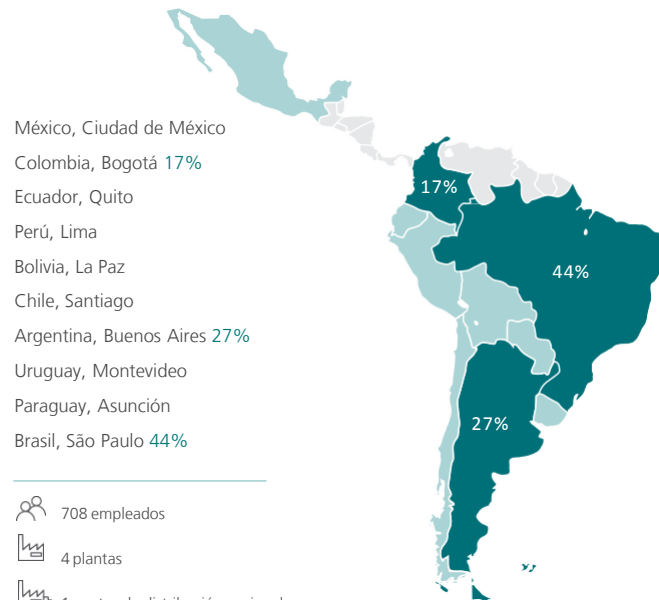 México, Ciudad de México
Colombia, Bogotá 17%
Ecuador, Quito
Perú, Lima
Bolivia, La Paz
Chile, Santiago
Argentina, Buenos Aires 27%
Uruguay, Montevideo
Paraguay, Asunción
Brasil, São Paulo 44%
708 empleados
4 plantas
17%
44%
27%